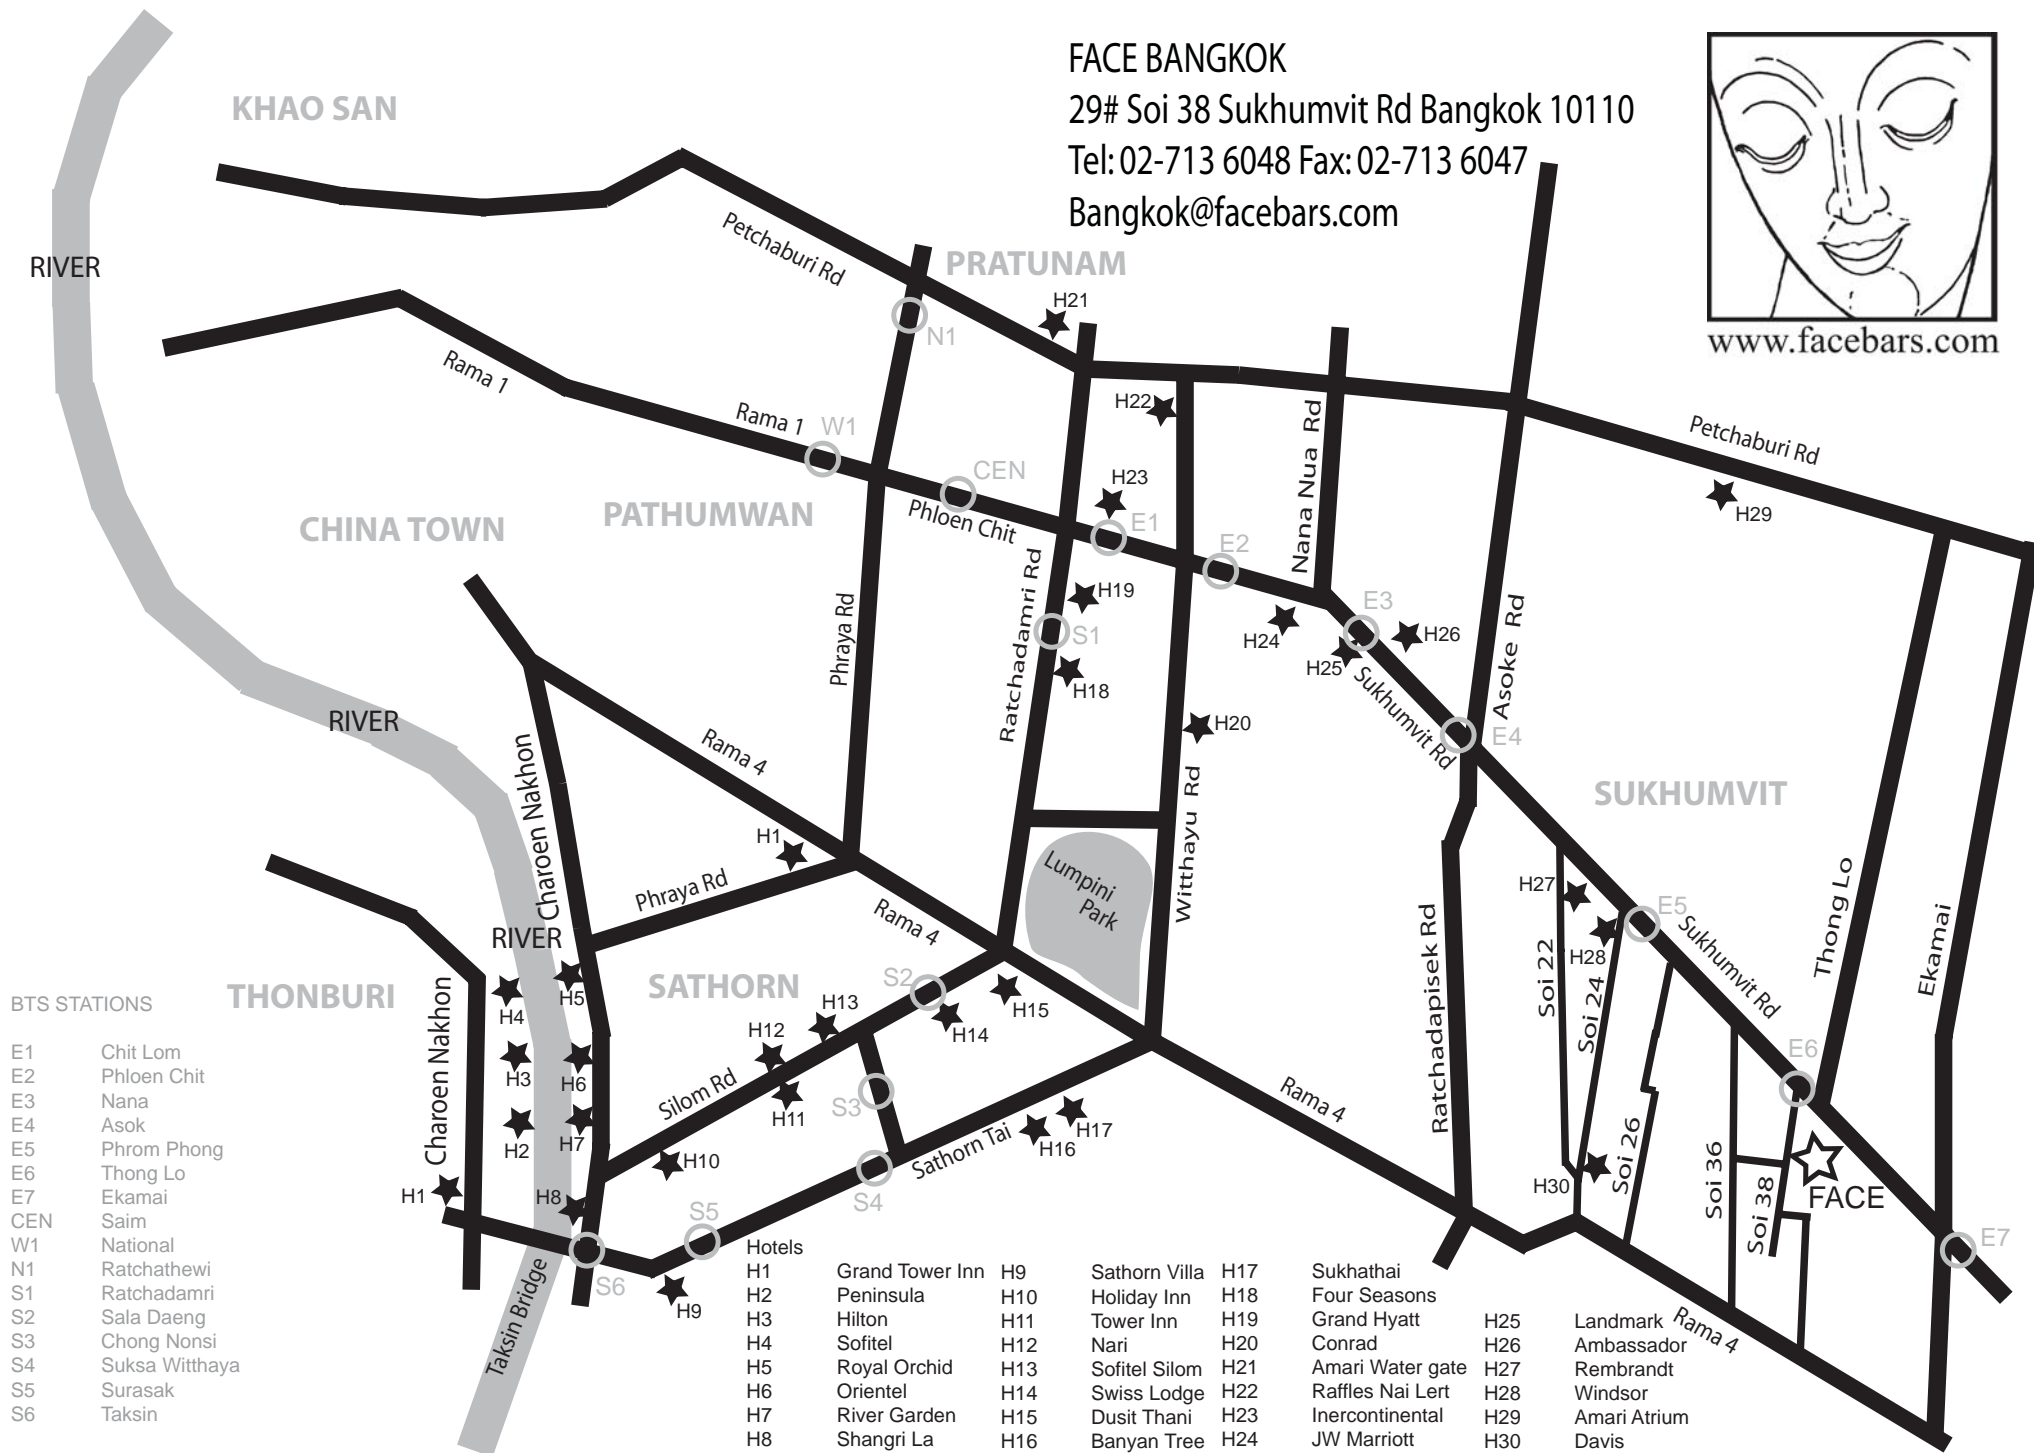 FACE BANGKOK
29# Soi 38 Sukhumvit Rd Bangkok 10110
Tel: 02-713 6048 Fax: 02-713 6047
Bangkok@facebars.com
www.facebars.com
KHAO SAN
RIVER
Petchaburi Rd
PRATUNAM
H21
N1
Rama 1
Rama 1
W1
CEN
H22
H23
Nana Nua Rd
Petchaburi Rd
H29
CHINA TOWN
PATHUMWAN
Phloen Chit
E1
E2
Phraya Rd
Ratchadamri Rd
H19
S1
H18
H24
E3
H25
H26
Asoke Rd
Sukhumvit Rd
E4
RIVER
Charoen Nakhon
Rama 4
H20
Witthayu Rd
SUKHUMVIT
H1
Phraya Rd
Rama 4
Lumpini
Park
Ratchadapisek Rd
H27
H28
E5
Sukhumvit Rd
Thong Lo
Ekamai
RIVER
THONBURI
SATHORN
Charoen Nakhon
H4
H5
H3
H6
H2
H7
H1
H8
S2
H13
H12
H14
H15
Silom Rd
H11
S3
H10
Sathorn Tai
H16
H17
S4
S5
S6
H9
Taksin Bridge
Rama 4
Soi 22
Soi 24
Soi 26
H30
Soi 36
Soi 38
E6
FACE
E7
Rama 4
BTS STATIONS
E1 Chit Lom
E2 Phloen Chit
E3 Nana
E4 Asok
E5 Phrom Phong
E6 Thong Lo
E7 Ekamai
CEN Saim
W1 National
N1 Ratchathewi
S1 Ratchadamri
S2 Sala Daeng
S3 Chong Nonsi
S4 Suksa Witthaya
S5 Surasak
S6 Taksin
Hotels
H1 Grand Tower Inn
H2 Peninsula
H3 Hilton
H4 Sofitel
H5 Royal Orchid
H6 Orientel
H7 River Garden
H8 Shangri La
H9 Sathorn Villa
H10 Holiday Inn
H11 Tower Inn
H12 Nari
H13 Sofitel Silom
H14 Swiss Lodge
H15 Dusit Thani
H16 Banyan Tree
H17 Sukhathai
H18 Four Seasons
H19 Grand Hyatt
H20 Conrad
H21 Amari Water gate
H22 Raffles Nai Lert
H23 Inercontinental
H24 JW Marriott
H25 Landmark
H26 Ambassador
H27 Rembrandt
H28 Windsor
H29 Amari Atrium
H30 Davis